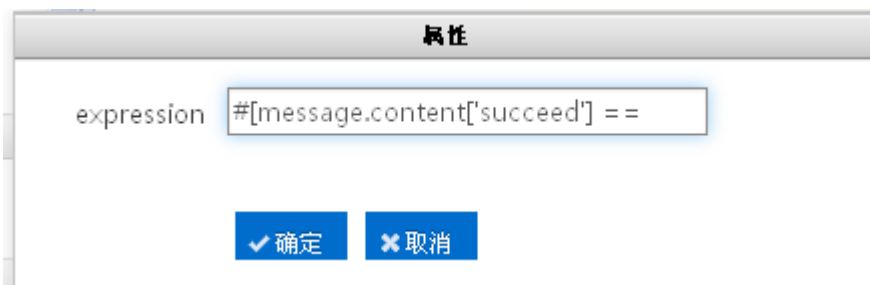 属性
expression #[message.content['succeed'] ==
确定 取消